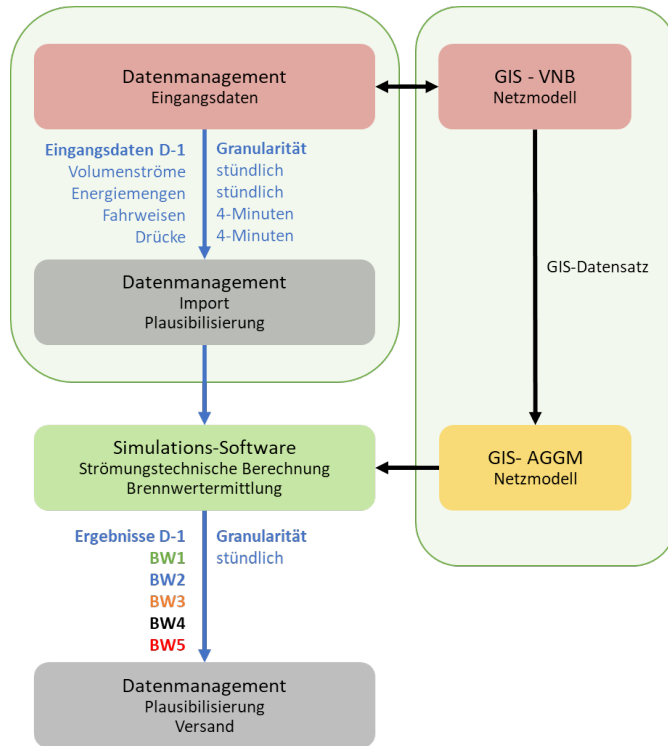 Datenmanagement
Eingangsdaten
GIS - VNB
Netzmodell
Eingangsdaten D-1 Granularität
Volumenströme stündlich
Energiemengen stündlich
Fahrweisen 4-Minuten
Drücke 4-Minuten
GIS-Datensatz
Datenmanagement
Import
Plausibilisierung
Simulations-Software
Strömungstechnische Berechnung
Brennwertermittlung
GIS- AGGM
Netzmodell
Ergebnisse D-1 Granularität
BW1 stündlich
BW2
BW3
BW4
BW5
Datenmanagement
Plausibilisierung
Versand